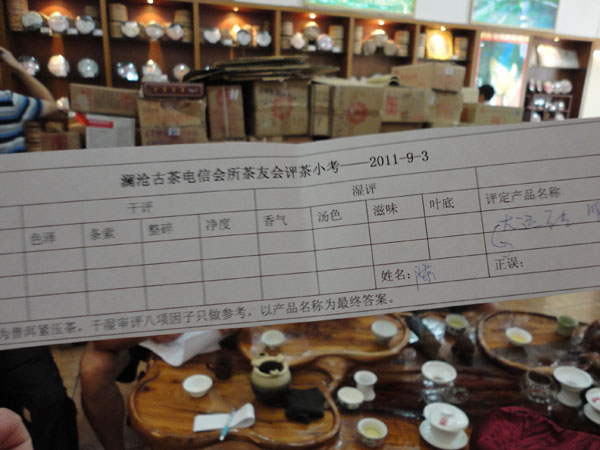 澜沧古茶电信会所茶友会评茶小考——2011-9-3
干评 湿评 评定产品名称
色泽 条索 整碎 净度 香气 汤色 滋味 叶底
姓名：陈 正误：
为普洱紧压茶。干湿审评八项因子只做参考，以产品名称为最终答案。